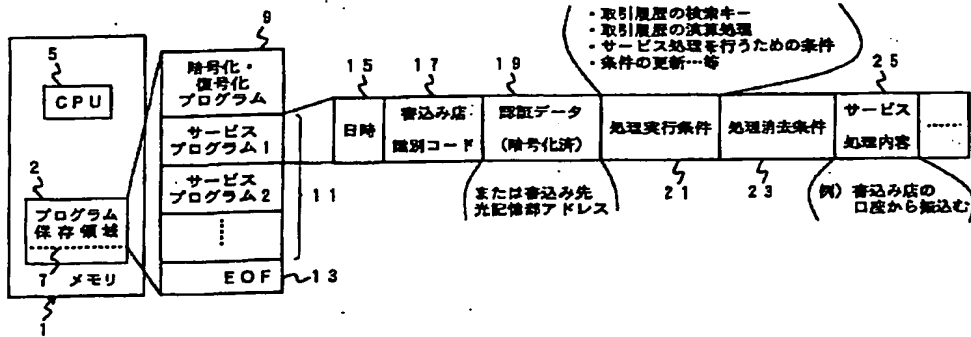 ・取引履歴の検索キー
・取引履歴の演算処理
・サービス処理を行うための条件
・条件の更新…等
9
5
CPU
暗号化・
復号化
プログラム
サービス
プログラム1
サービス
プログラム2
⋮
EOF
11
13
2
プログラム
保存領域
7
メモリ
1
15
17
19
25
日時
書込み店
識別コード
認証データ
(暗号化済)
処理実行条件
処理消去条件
サービス
処理内容
……
または書込み先
光記憶部アドレス
21
23
例)書込み店の
口座から振込む